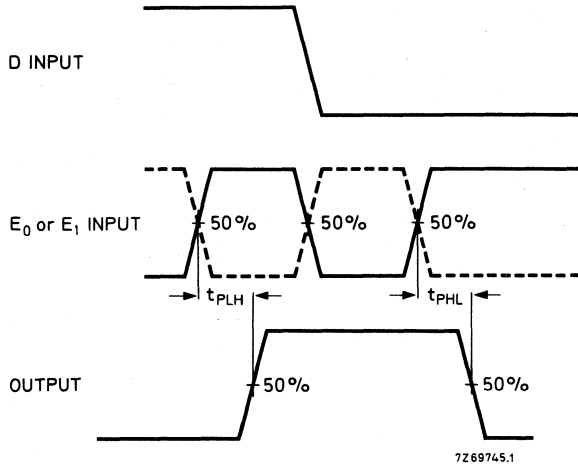 D INPUT
E₀ or E₁ INPUT
50%
50%
50%
tPLH
tPHL
OUTPUT
50%
50%
7Z69745.1